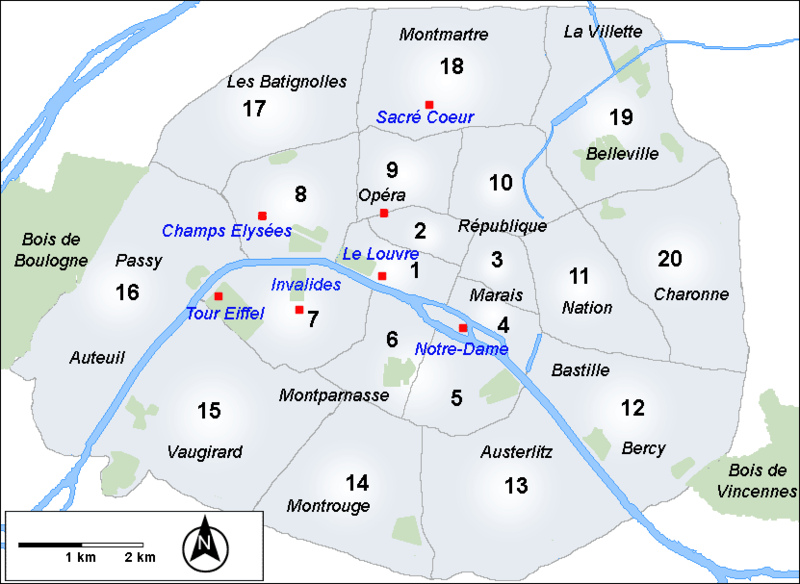 La Villette
Montmartre
18
Les Batignolles
17
Sacré Coeur
19
Belleville
9
Opéra
10
8
Champs Elysées
2
République
Bois de
Boulogne
Passy
16
Le Louvre
1
3
11
20
Invalides
Marais
Nation
Charonne
Tour Eiffel
7
4
6
Notre-Dame
Auteuil
Bastille
Montparnasse
5
15
12
Vaugirard
Austerlitz
Bercy
Bois de
Vincennes
14
13
Montrouge
N
1 km
2 km